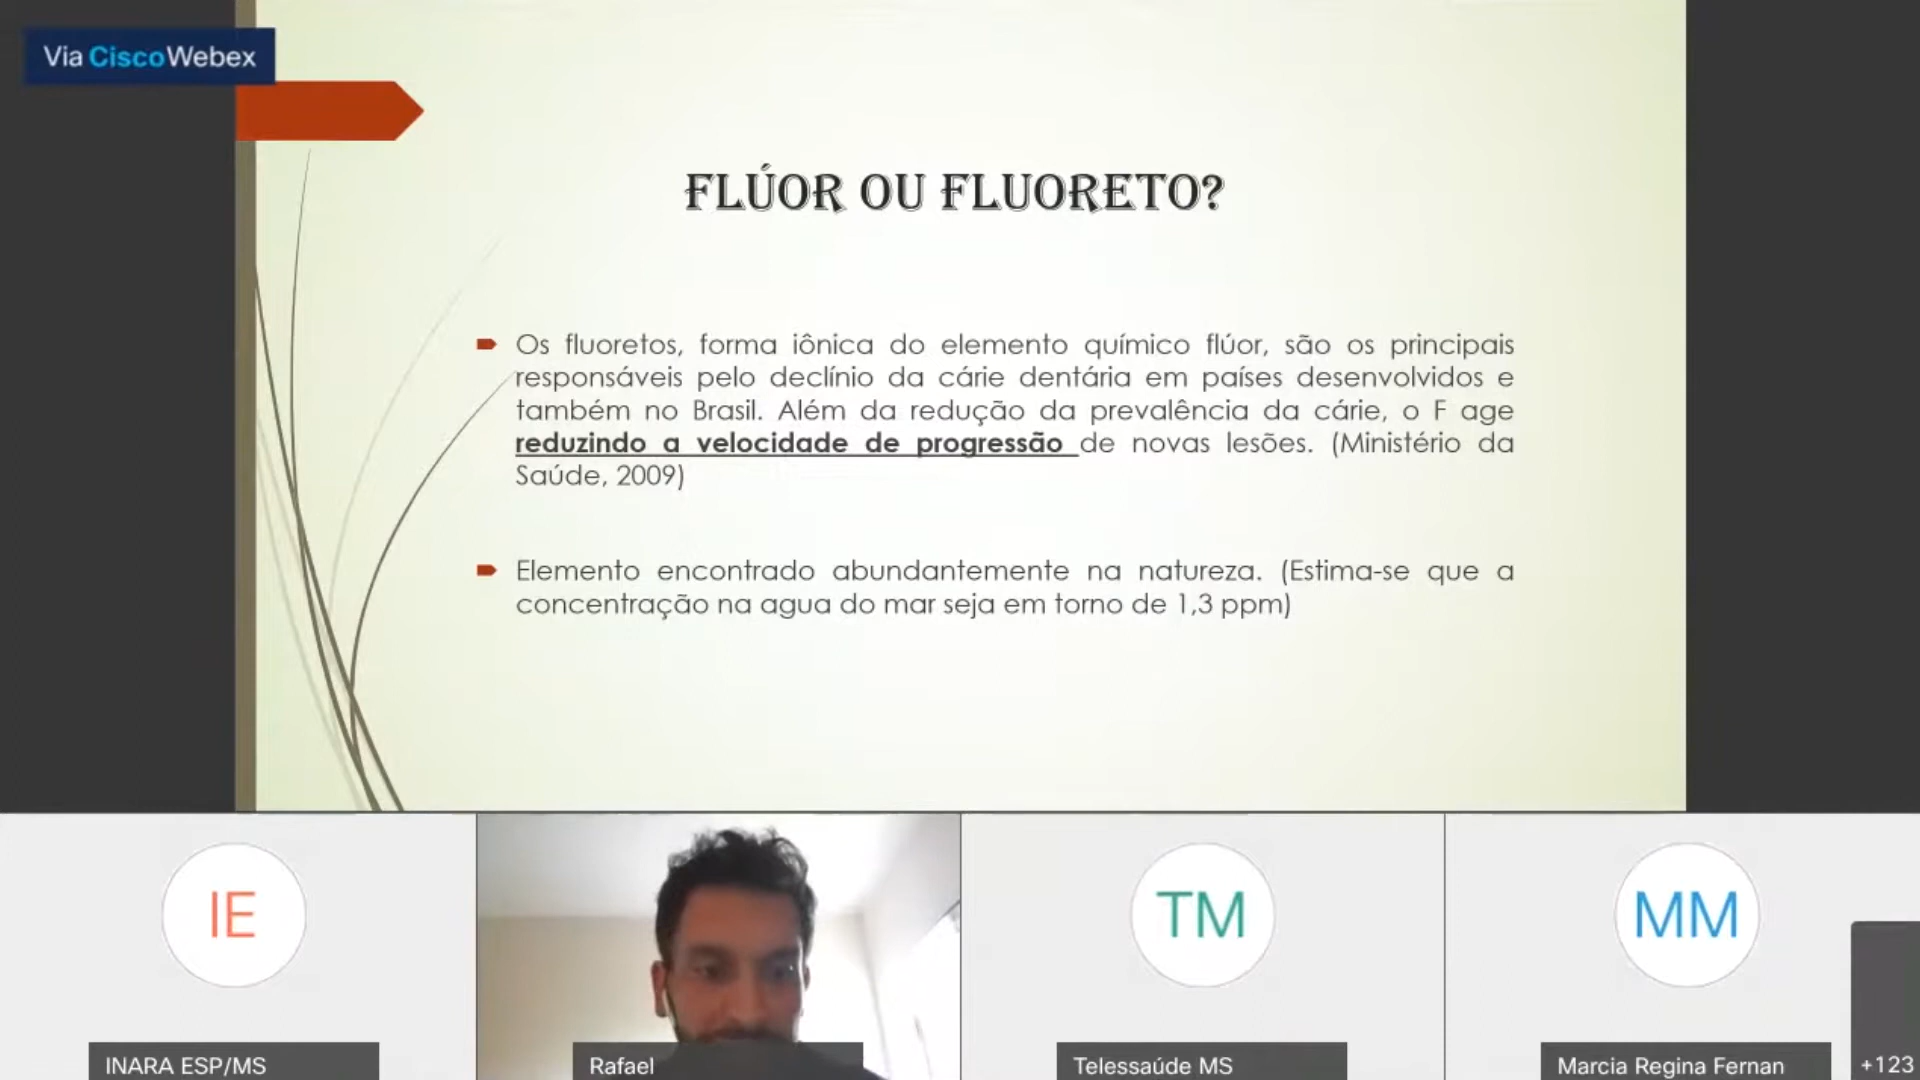 Via CiscoWebex
FLÚOR OU FLUORETO?
Os fluoretos, forma iônica do elemento químico flúor, são os principais
responsáveis pelo declínio da cárie dentária em países desenvolvidos e
também no Brasil. Além da redução da prevalência da cárie, o F age
reduzindo a velocidade de progressão de novas lesões. (Ministério da
Saúde, 2009)
Elemento encontrado abundantemente na natureza. (Estima-se que a
concentração na agua do mar seja em torno de 1,3 ppm)
IE
TM
MM
INARA ESP/MS
Rafael
Telessaúde MS
Marcia Regina Fernan
+123